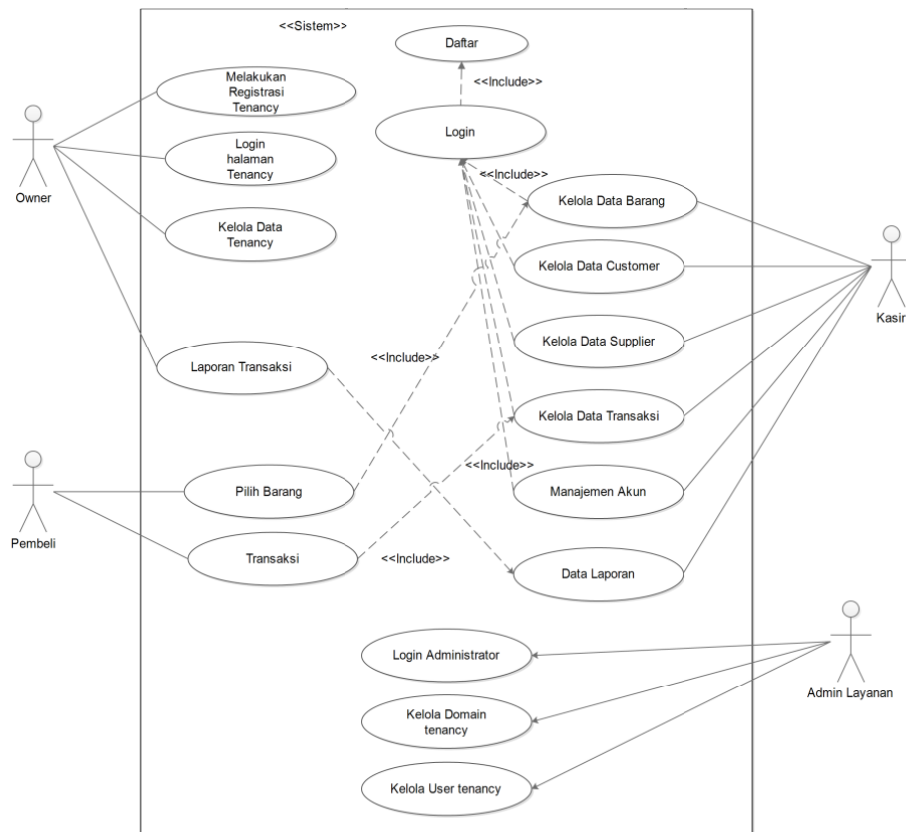 <<Sistem>>
Daftar
<<Include>>
Melakukan
Registrasi
Tenancy
Login
Login
halaman
Tenancy
<<Include>>
Owner
Kelola Data Barang
Kelola Data
Tenancy
Kelola Data Customer
Kasir
Kelola Data Supplier
<<Include>>
Laporan Transaksi
Kelola Data Transaksi
<<Include>>
Pilih Barang
Manajemen Akun
Pembeli
Transaksi
<<Include>>
Data Laporan
Login Administrator
Admin Layanan
Kelola Domain
tenancy
Kelola User tenancy